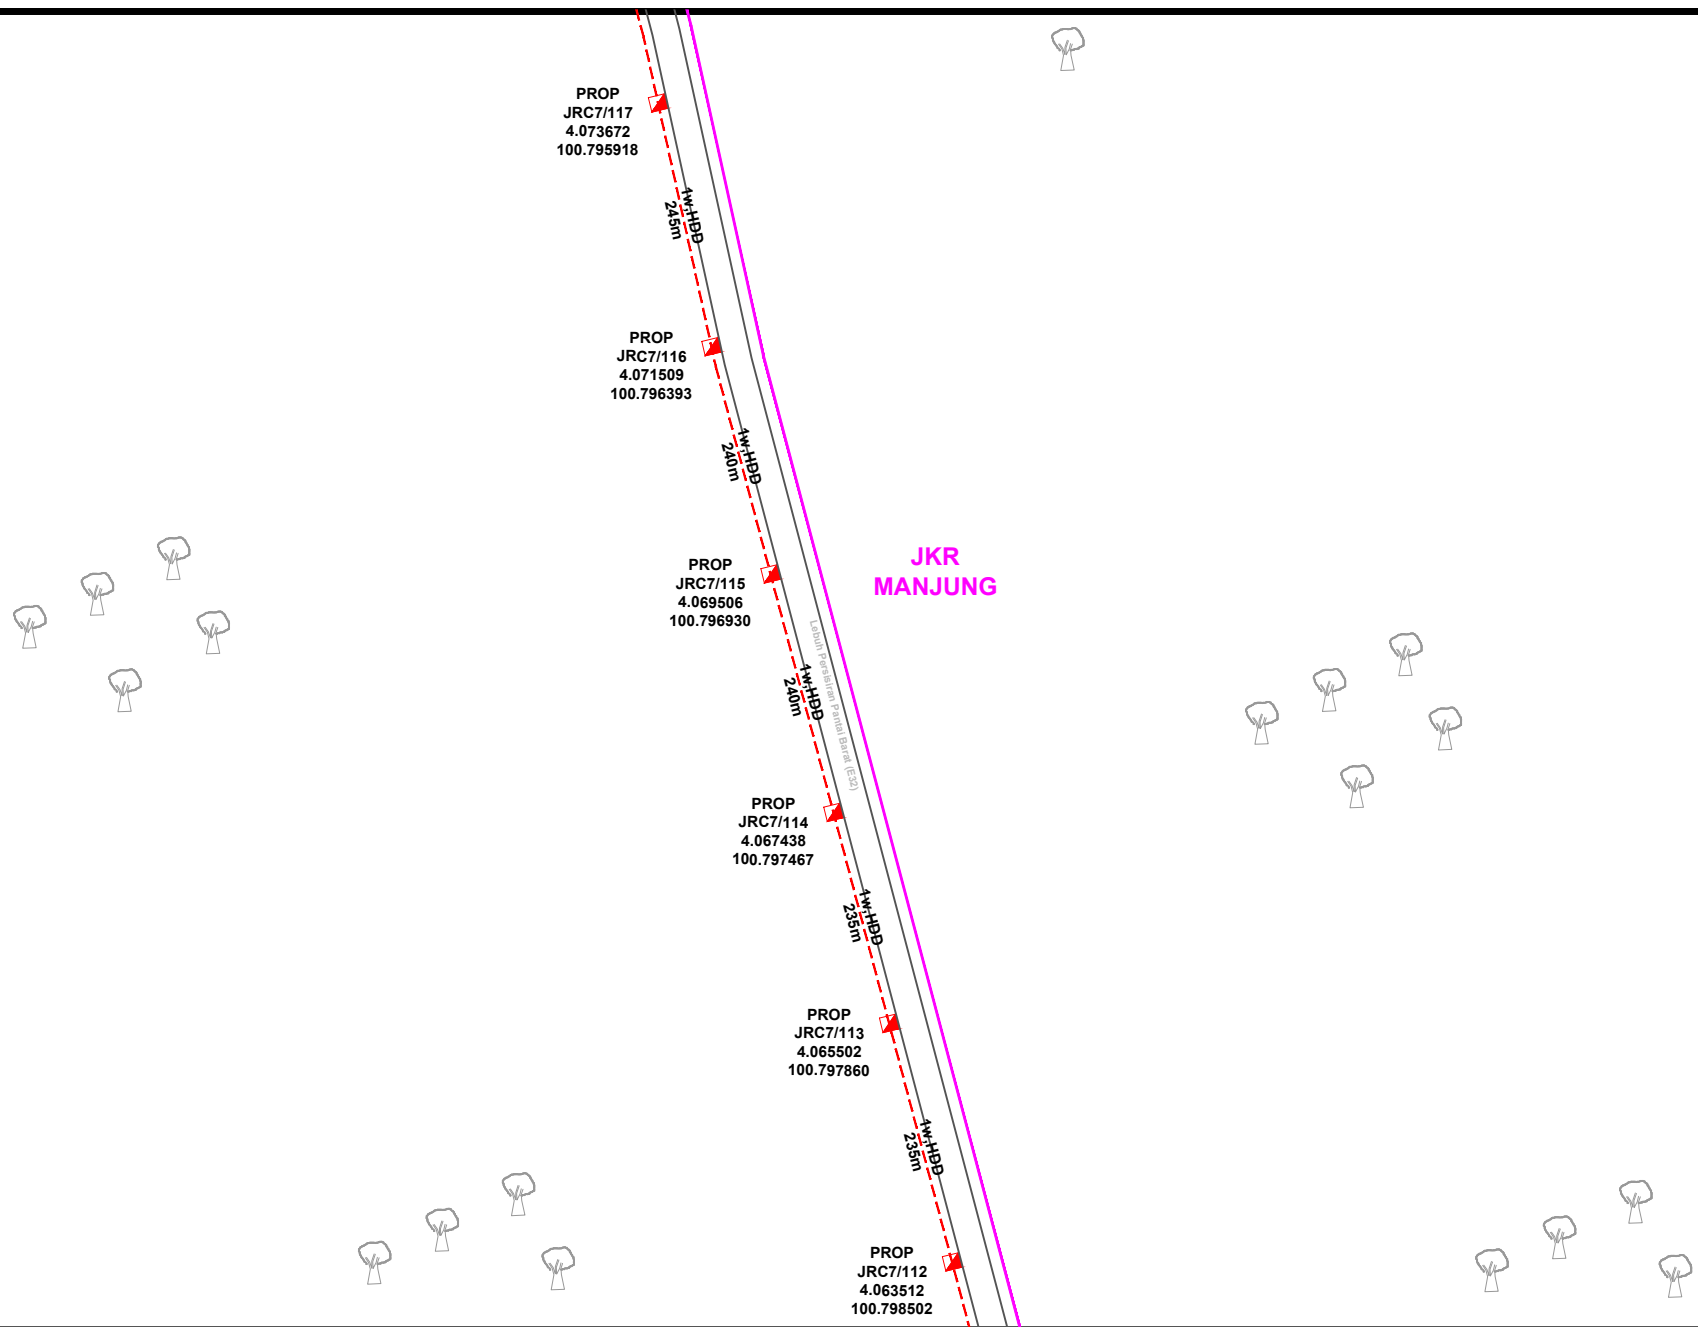 PROP
JRC7/117
4.073672
100.795918
1w,HDD
245m
PROP
JRC7/116
4.071509
100.796393
1w,HDD
240m
JKR
MANJUNG
PROP
JRC7/115
4.069506
100.796930
Lebuh Persisiran Pantai Barat (E32)
1w,HDD
240m
PROP
JRC7/114
4.067438
100.797467
1w,HDD
235m
PROP
JRC7/113
4.065502
100.797860
1w,HDD
235m
PROP
JRC7/112
4.063512
100.798502